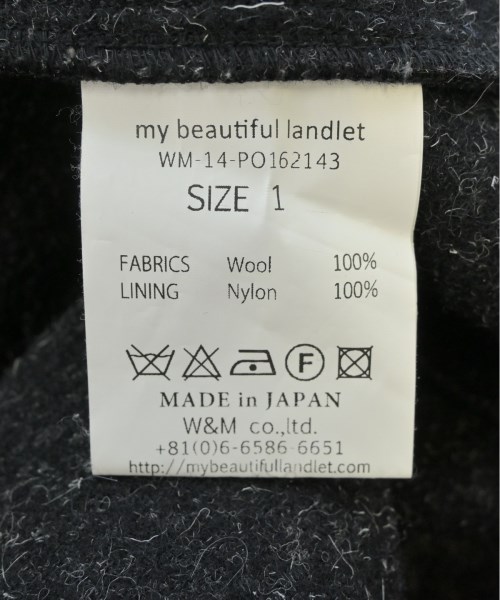 my beautiful landlet
WM-14-PO162143
SIZE 1
FABRICS Wool 100%
LINING Nylon 100%
F
MADE in JAPAN
W&M co.,ltd.
+81(0)6-6586-6651
http://mybeautifullandlet.com/